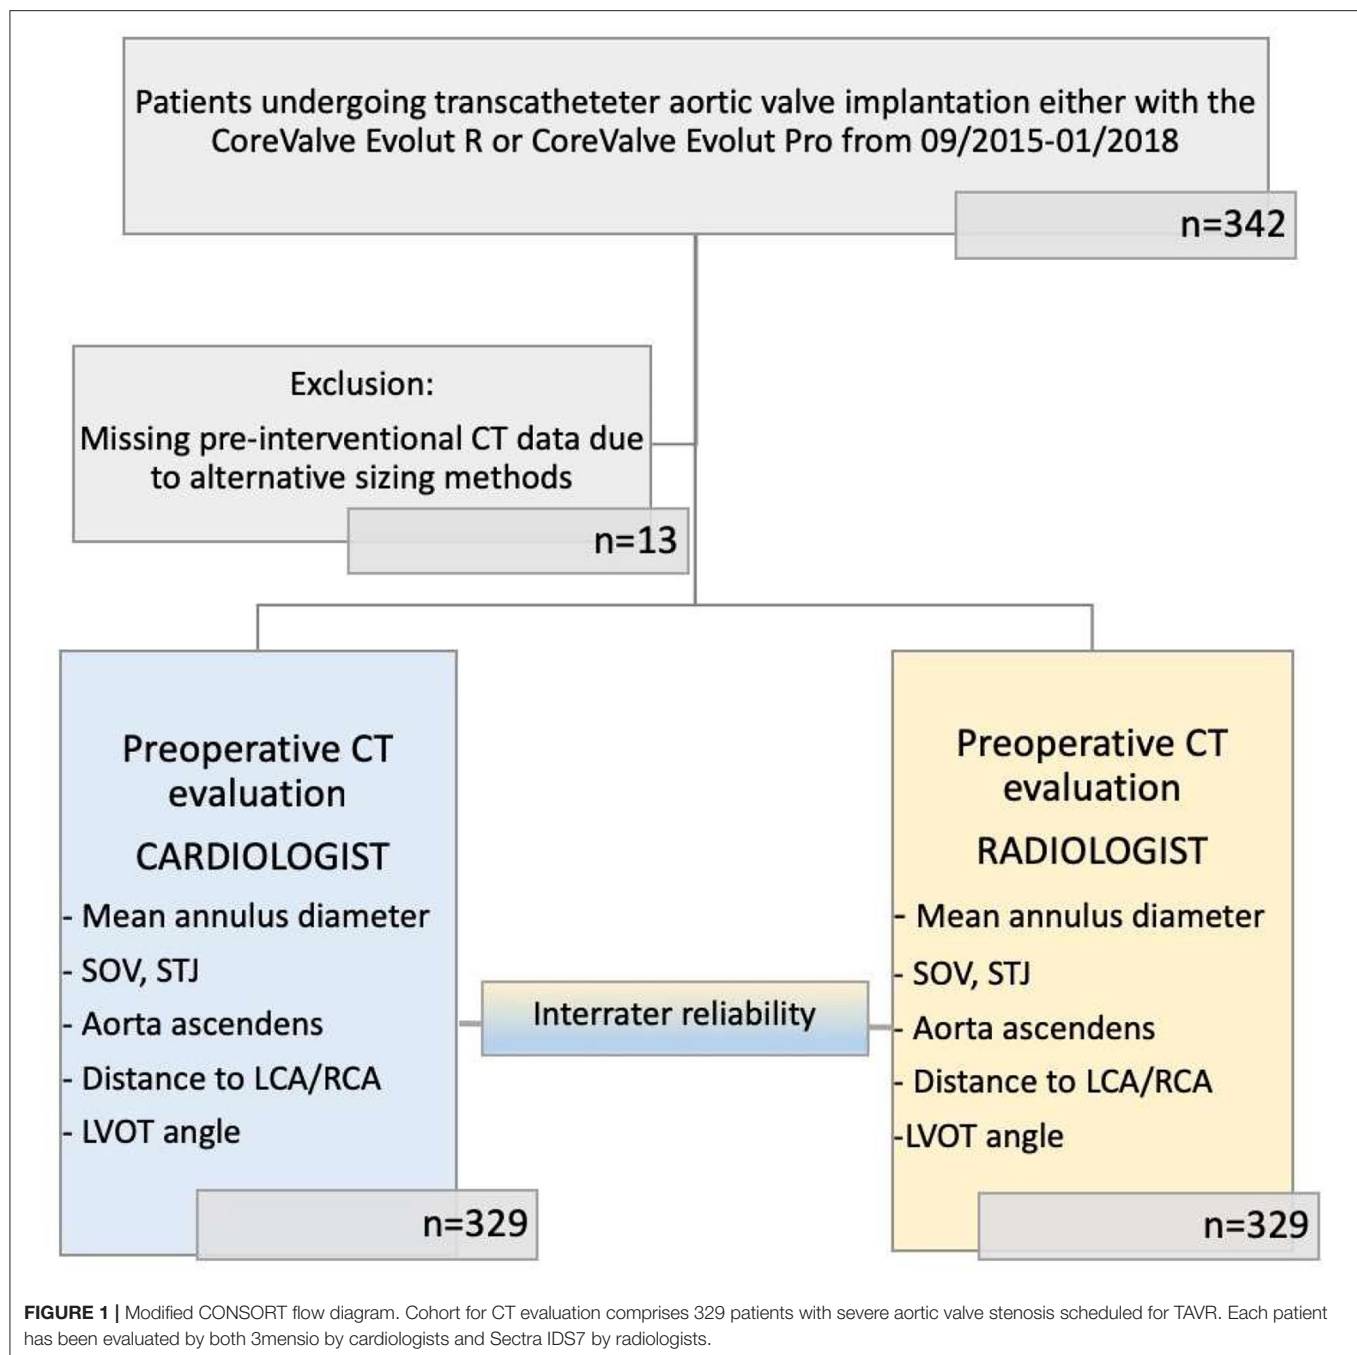 Patients undergoing transcatheteter aortic valve implantation either with the
CoreValve Evolut R or CoreValve Evolut Pro from 09/2015-01/2018
n=342
Exclusion:
Missing pre-interventional CT data due
to alternative sizing methods
n=13
Preoperative CT
evaluation
CARDIOLOGIST
- Mean annulus diameter
- SOV, STJ
- Aorta ascendens
- Distance to LCA/RCA
- LVOT angle
n=329
Interrater reliability
Preoperative CT
evaluation
RADIOLOGIST
- Mean annulus diameter
- SOV, STJ
- Aorta ascendens
- Distance to LCA/RCA
-LVOT angle
n=329
FIGURE 1 | Modified CONSORT flow diagram. Cohort for CT evaluation comprises 329 patients with severe aortic valve stenosis scheduled for TAVR. Each patient
has been evaluated by both 3mensio by cardiologists and Sectra IDS7 by radiologists.